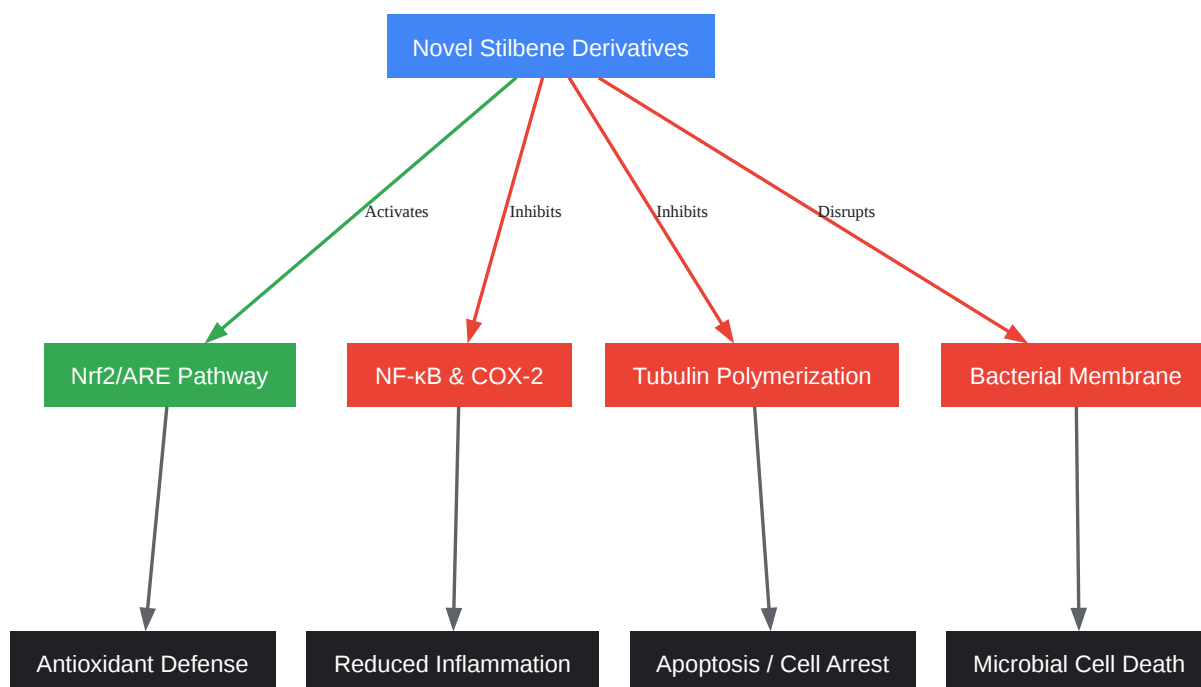 Novel Stilbene Derivatives
Activates
Inhibits
Inhibits
Disrupts
Nrf2/ARE Pathway
NF-κB & COX-2
Tubulin Polymerization
Bacterial Membrane
Antioxidant Defense
Reduced Inflammation
Apoptosis / Cell Arrest
Microbial Cell Death